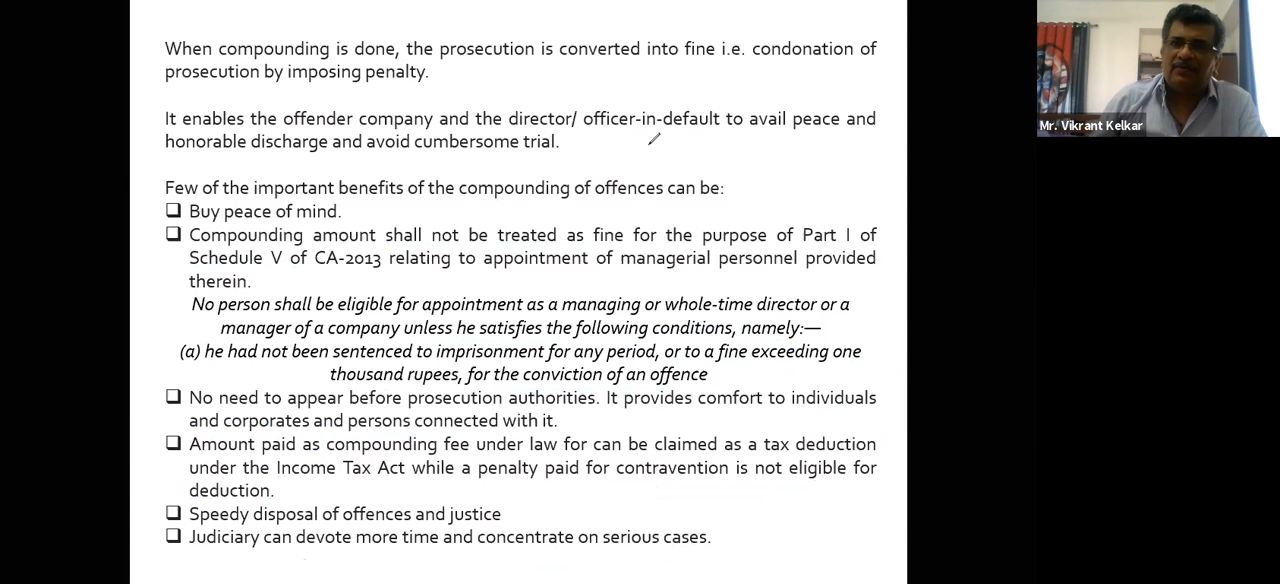 When compounding is done, the prosecution is converted into fine i.e. condonation of
prosecution by imposing penalty.
It enables the offender company and the director/ officer-in-default to avail peace and
honorable discharge and avoid cumbersome trial.
Few of the important benefits of the compounding of offences can be:
❑ Buy peace of mind.
❑ Compounding amount shall not be treated as fine for the purpose of Part I of
Schedule V of CA-2013 relating to appointment of managerial personnel provided
therein.
No person shall be eligible for appointment as a managing or whole-time director or a
manager of a company unless he satisfies the following conditions, namely:—
(a) he had not been sentenced to imprisonment for any period, or to a fine exceeding one
thousand rupees, for the conviction of an offence
❑ No need to appear before prosecution authorities. It provides comfort to individuals
and corporates and persons connected with it.
❑ Amount paid as compounding fee under law for can be claimed as a tax deduction
under the Income Tax Act while a penalty paid for contravention is not eligible for
deduction.
❑ Speedy disposal of offences and justice
❑ Judiciary can devote more time and concentrate on serious cases.
Mr. Vikrant Kelkar